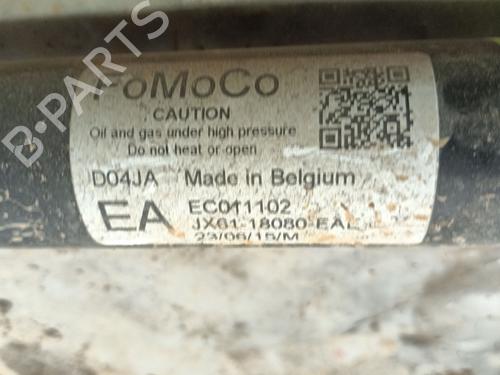 B-PARTS
FoMoCo
CAUTION
Oil and gas under high pressure
Do not heat or open
D04JA Made in Belgium
EA EC011102
JX61-18080-EAL
23/06/15/M